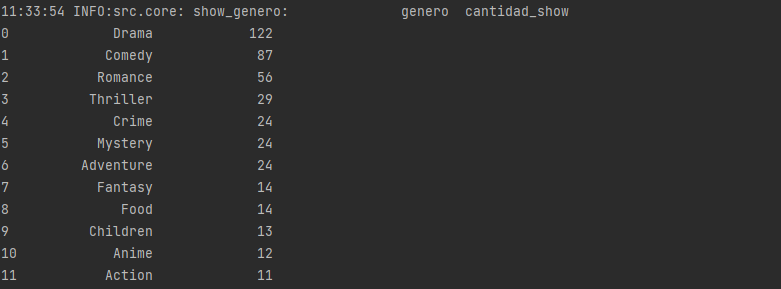 11:33:54 INFO:src.core: show_genero:              genero  cantidad_show
0             Drama            122
1            Comedy             87
2           Romance             56
3          Thriller             29
4             Crime             24
5           Mystery             24
6         Adventure             24
7           Fantasy             14
8              Food             14
9          Children             13
10            Anime             12
11           Action             11